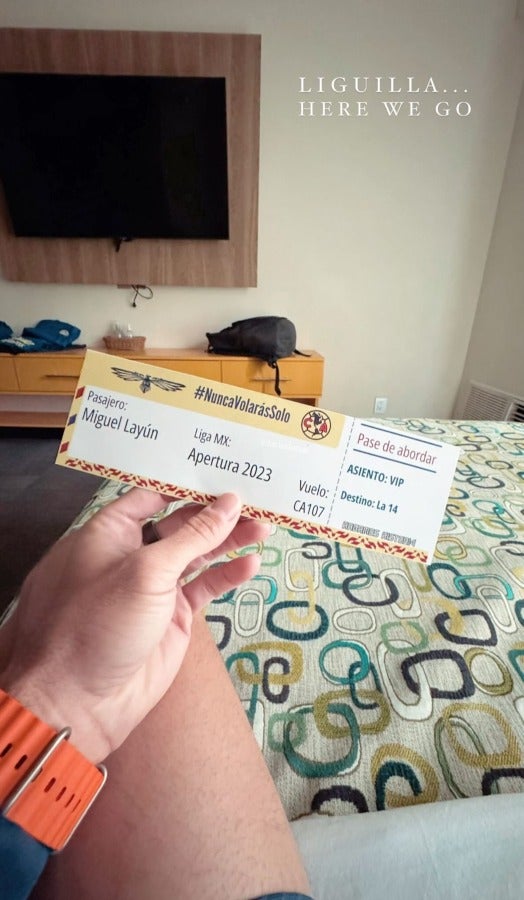 LIGUILLA...
HERE WE GO
#NuncaVolarásSolo
Pasajero:
Miguel Layún
Liga MX:
Apertura 2023
Vuelo:
CA107
Pase de abordar
ASIENTO: VIP
Destino: La 14